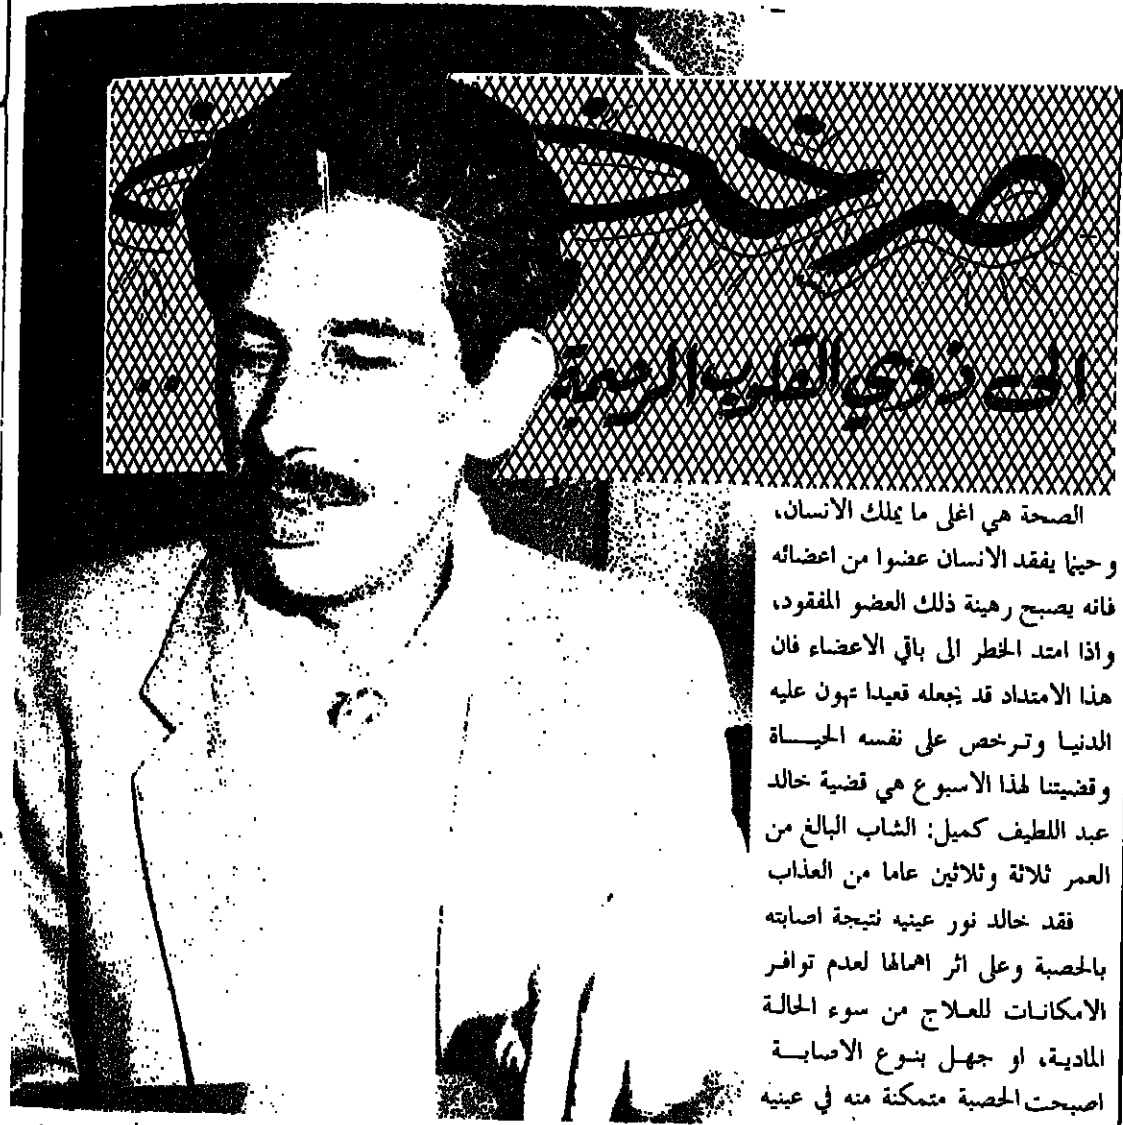 صرخة
الى ذوي القلوب الرحيمة ..
الصحة هي اغلى ما يملك الانسان،
وحينما يفقد الانسان عضوا من اعضائه
فانه يصبح رهينة ذلك العضو المفقود،
واذا امتد الخطر الى باقي الاعضاء فان
هذا الامتداد قد يجعله قعيدا تهون عليه
الدنيا وترخص على نفسه الحياة
وقضيتنا لهذا الاسبوع هي قضية خالد
عبد اللطيف كميل: الشاب البالغ من
العمر ثلاثة وثلاثين عاما من العذاب
فقد خالد نور عينيه نتيجة اصابته
بالحصبة وعلى اثر اهمالها لعدم توافر
الامكانات للعلاج من سوء الحالة
المادية، او جهل بنوع الاصابة
اصبحت الحصبة متمكنة منه في عينيه